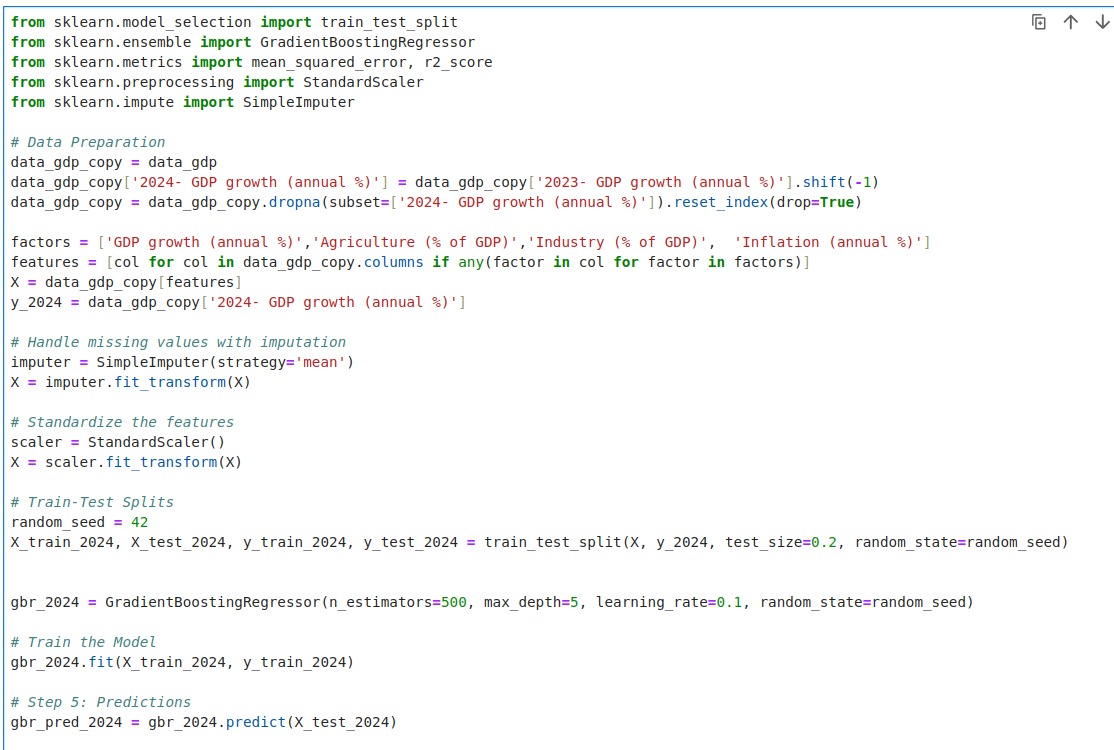 from sklearn.model_selection import train_test_split
from sklearn.ensemble import GradientBoostingRegressor
from sklearn.metrics import mean_squared_error, r2_score
from sklearn.preprocessing import StandardScaler
from sklearn.impute import SimpleImputer
# Data Preparation
data_gdp_copy = data_gdp
data_gdp_copy['2024- GDP growth (annual %)'] = data_gdp_copy['2023- GDP growth (annual %)'].shift(-1)
data_gdp_copy = data_gdp_copy.dropna(subset=['2024- GDP growth (annual %)']).reset_index(drop=True)
factors = ['GDP growth (annual %)','Agriculture (% of GDP)','Industry (% of GDP)',  'Inflation (annual %)']
features = [col for col in data_gdp_copy.columns if any(factor in col for factor in factors)]
X = data_gdp_copy[features]
y_2024 = data_gdp_copy['2024- GDP growth (annual %)']
# Handle missing values with imputation
imputer = SimpleImputer(strategy='mean')
X = imputer.fit_transform(X)
# Standardize the features
scaler = StandardScaler()
X = scaler.fit_transform(X)
# Train-Test Splits
random_seed = 42
X_train_2024, X_test_2024, y_train_2024, y_test_2024 = train_test_split(X, y_2024, test_size=0.2, random_state=random_seed)
gbr_2024 = GradientBoostingRegressor(n_estimators=500, max_depth=5, learning_rate=0.1, random_state=random_seed)
# Train the Model
gbr_2024.fit(X_train_2024, y_train_2024)
# Step 5: Predictions
gbr_pred_2024 = gbr_2024.predict(X_test_2024)